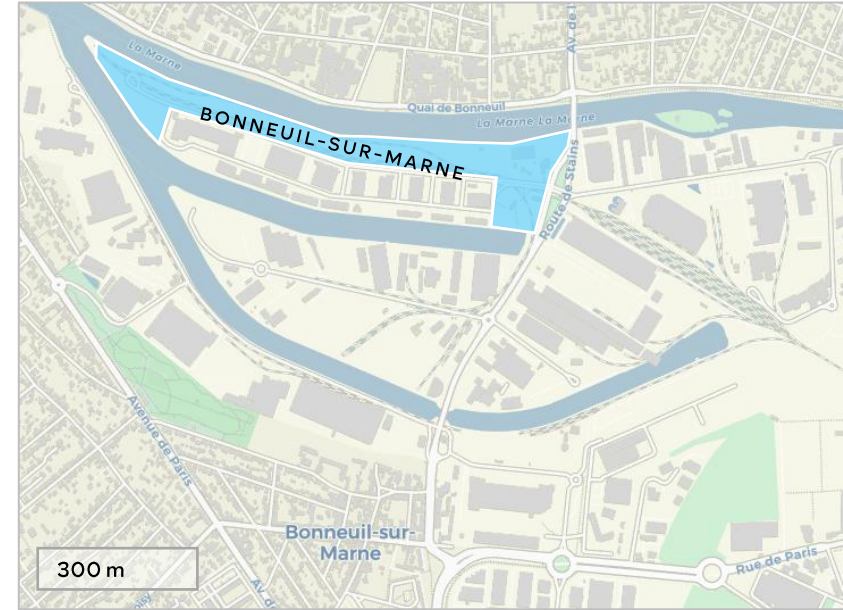 Av. de l
La Marne
Quai de Bonneuil
La Marne La Marne
BONNEUIL-SUR-MARNE
Route de Stains
Avenue de Paris
Bonneuil-sur-
Marne
Rue de Paris
300 m
oisy
Av. d